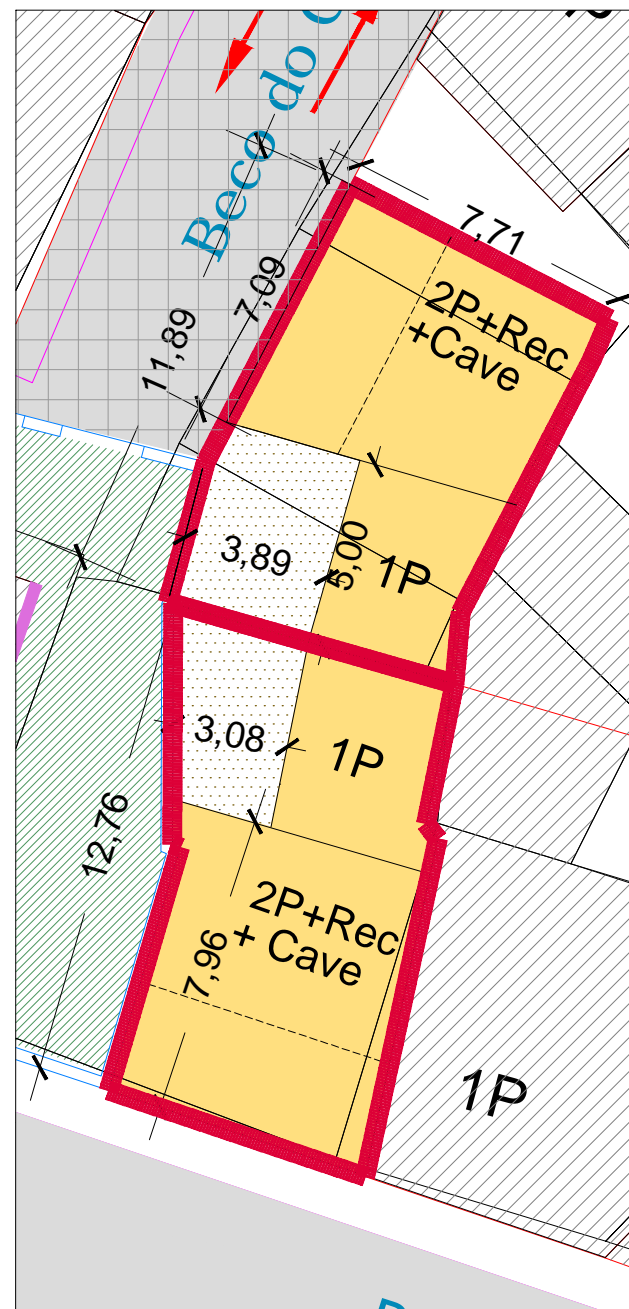 Beco do
7,71
7,09
11,89
2P+Rec
+Cave
3,89
5,00
1P
3,08
1P
12,76
2P+Rec
+ Cave
7,96
1P